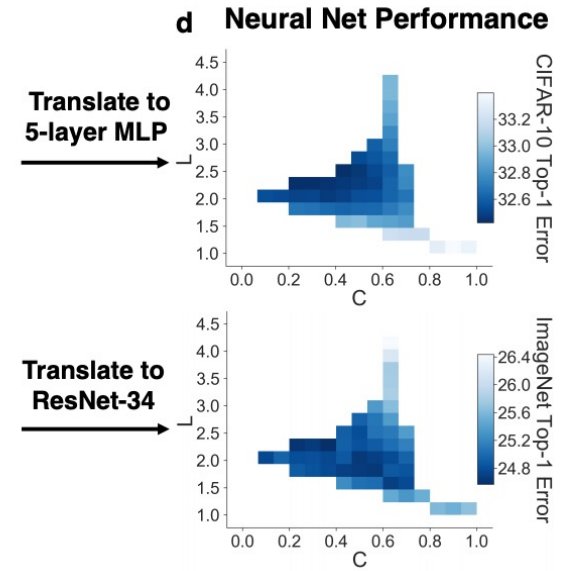 d Neural Net Performance
Translate to
5-layer MLP
L
4.5
4.0
3.5
3.0
2.5
2.0
1.5
1.0
0.0 0.2 0.4 0.6 0.8 1.0
C
33.2
33.0
32.8
32.6
CIFAR-10 Top-1 Error
Translate to
ResNet-34
L
4.5
4.0
3.5
3.0
2.5
2.0
1.5
1.0
0.0 0.2 0.4 0.6 0.8 1.0
C
26.4
26.0
25.6
25.2
24.8
ImageNet Top-1 Error